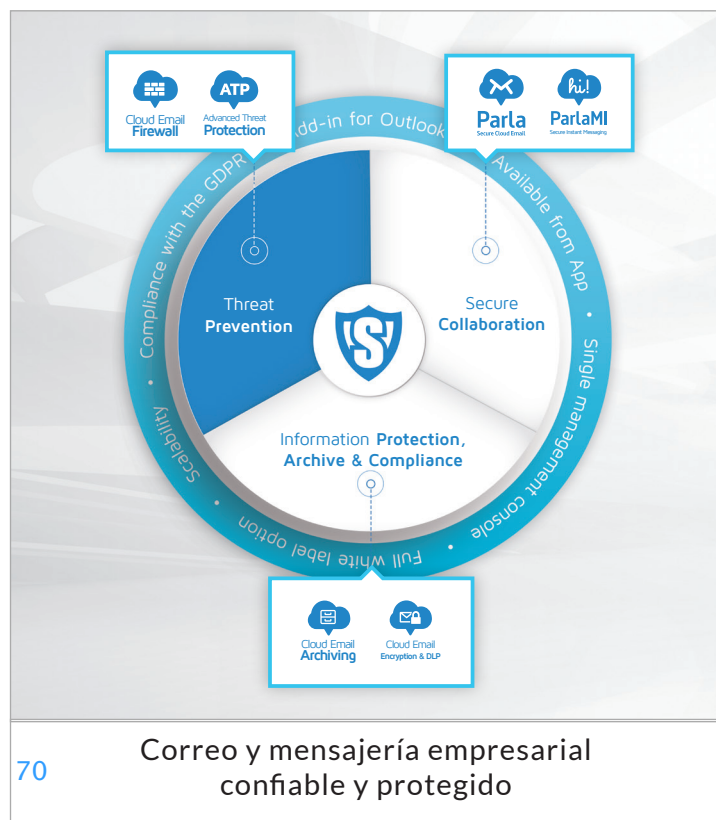 Cloud Email
Firewall
ATP
Advanced Threat
Protection
hi!
Parla
Secure Cloud Email
ParlaMI
Secure Instant Messaging
Compliance with the GDPR
Add-in for Outlook
Available from App • Single management console • Full white label option • Scalability •
Threat
Prevention
Secure
Collaboration
S
Information Protection,
Archive & Compliance
Cloud Email
Archiving
Cloud Email
Encryption & DLP
70
Correo y mensajería empresarial
confiable y protegido